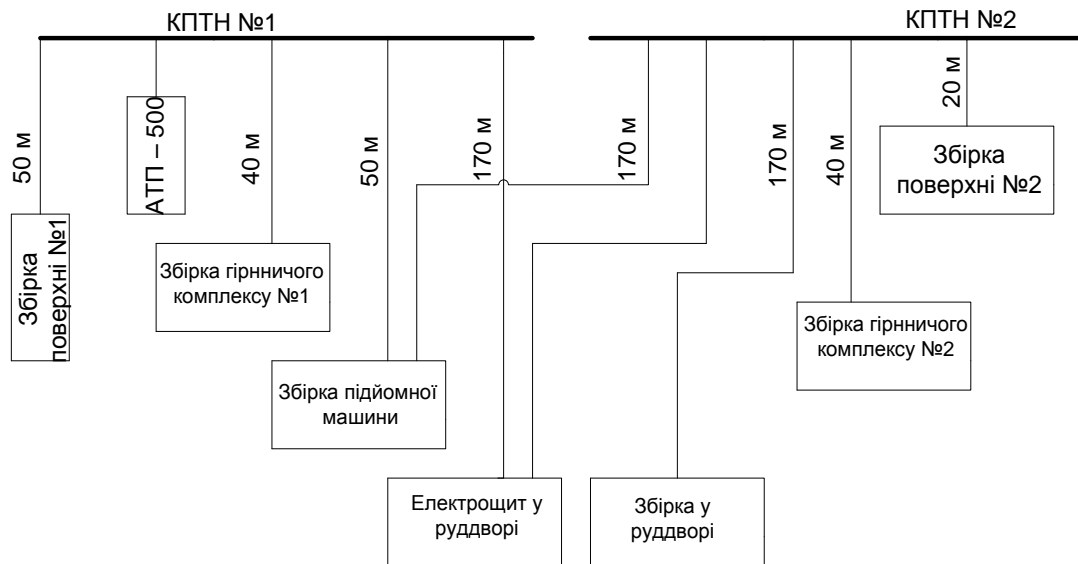 КПТН №1
КПТН №2
50 м
АТП – 500
40 м
50 м
170 м
170 м
170 м
40 м
20 м
Збірка
поверхні №1
Збірка
поверхні №2
Збірка гірнничого
комплексу №1
Збірка гірнничого
комплексу №2
Збірка підйомної
машини
Електрощит у
руддворі
Збірка у
руддворі